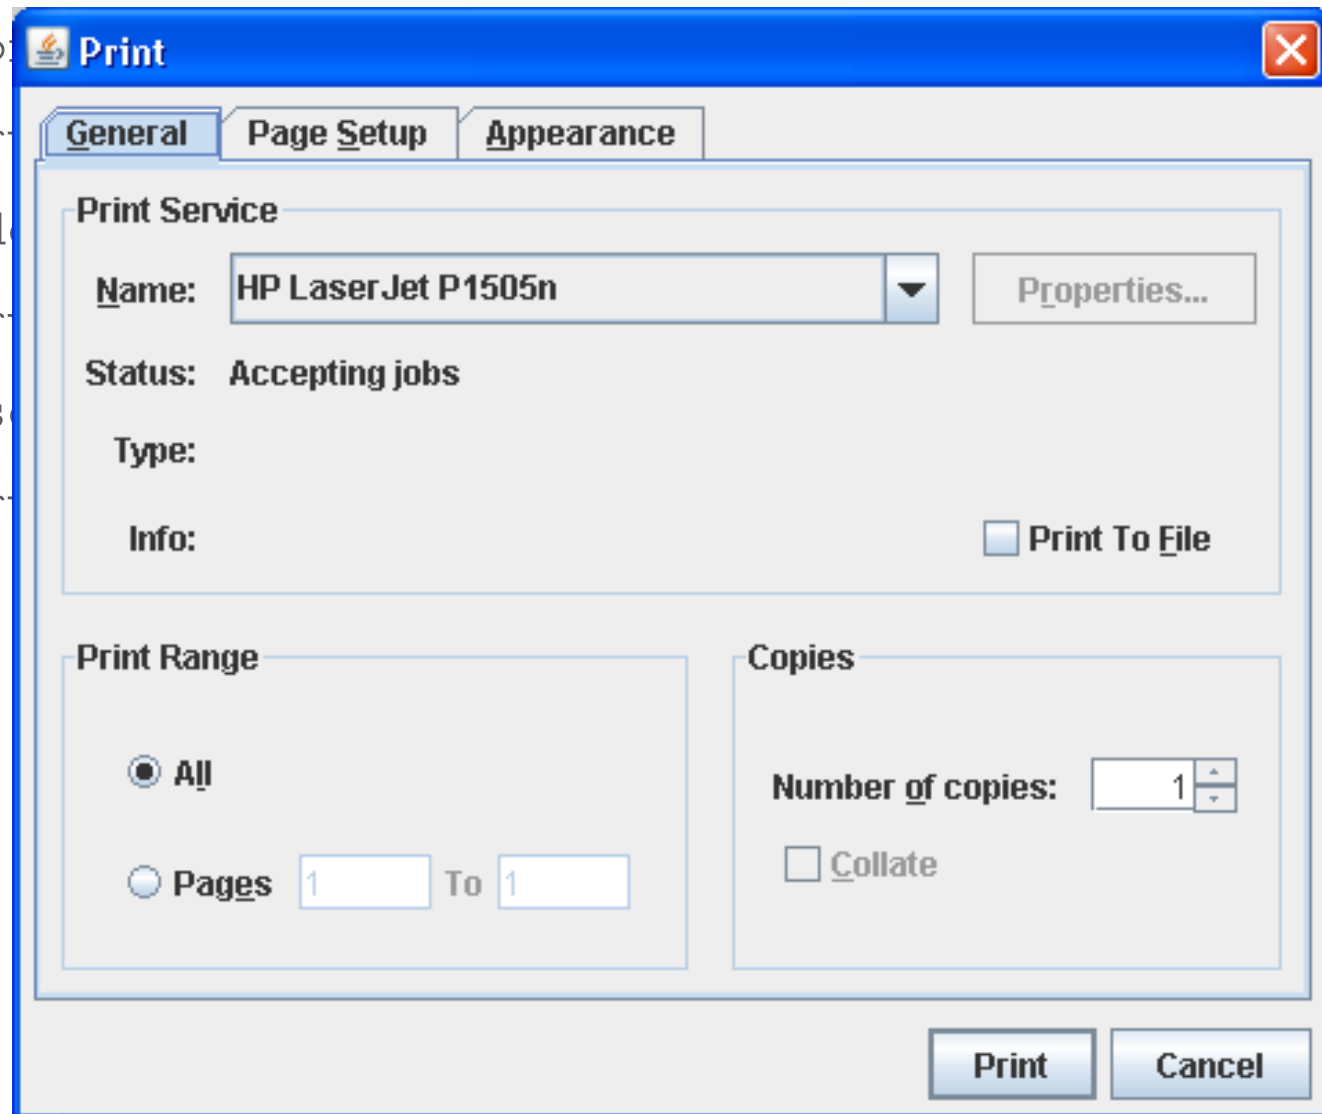 Print
General Page Setup Appearance
Print Service
Name: HP LaserJet P1505n Properties...
Status: Accepting jobs
Type:
Info: Print To File
Print Range Copies
All
Number of copies: 1
Collate
Pages 1 To 1
Print Cancel